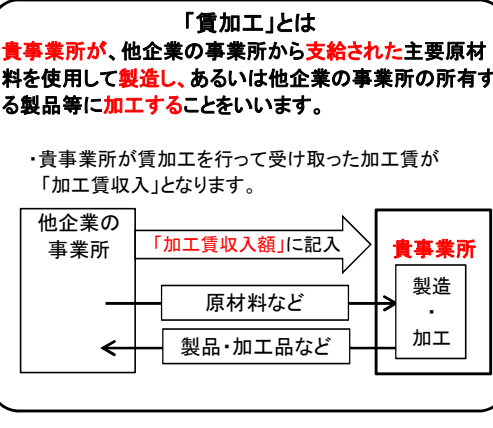 「賃加工」とは
貴事業所が、他企業の事業所から支給された主要原材
料を使用して製造し、あるいは他企業の事業所の所有す
る製品等に加工することをいいます。
・貴事業所が賃加工を行って受け取った加工賃が
「加工賃収入」となります。
他企業の
事業所
「加工賃収入額」に記入
貴事業所
原材料など
製造
・
加工
製品・加工品など